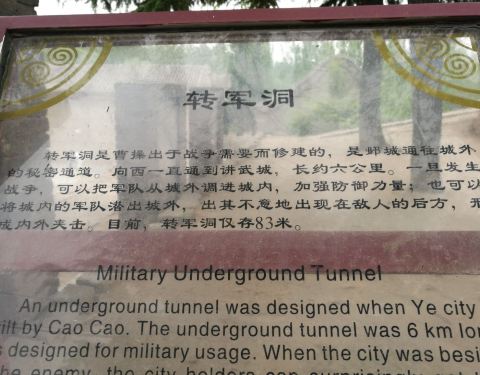 转军洞
转军洞是曹操出于战争需要而修建的，是邺城通往城外
的秘密通道。向西一直通到讲武城，长约六公里。一旦发生
战争，可以把军队从城外调进城内，加强防御力量；也可以
将城内的军队潜出城外，出其不意地出现在敌人的后方，形
成内外夹击。目前，转军洞仅存83米。
Military Underground Tunnel
An underground tunnel was designed when Ye city
by Cao Cao. The underground tunnel was 6 km
designed for military usage. When the city was
the enemy, the city holders can surprisingly